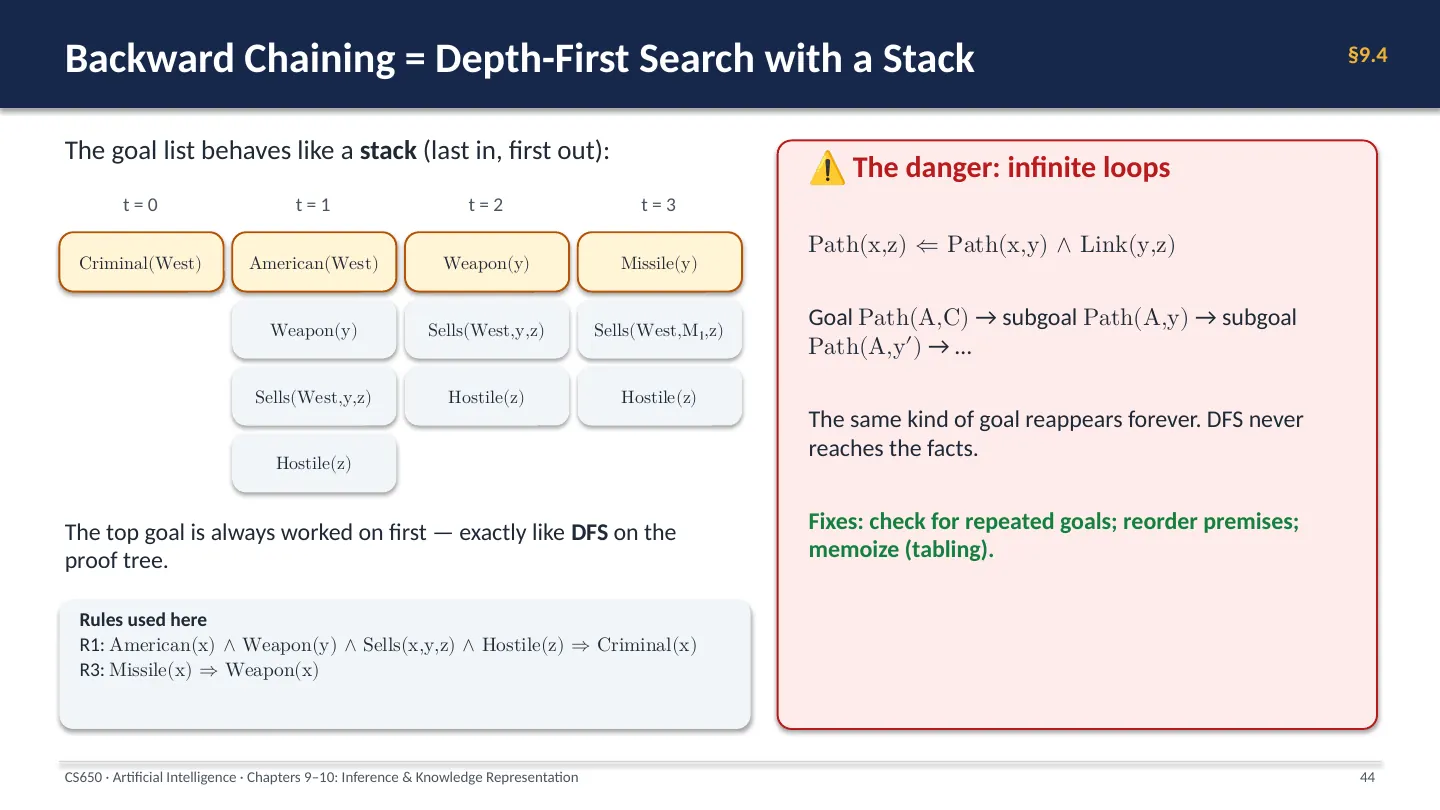 Backward Chaining = Depth-First Search with a Stack
§9.4
The goal list behaves like a stack (last in, first out):
t = 0
t = 1
t = 2
t = 3
Criminal(West)
American(West)
Weapon(y)
Missile(y)
Weapon(y)
Sells(West,y,z)
Sells(West,M₁,z)
Sells(West,y,z)
Hostile(z)
Hostile(z)
Hostile(z)
The top goal is always worked on first — exactly like DFS on the
proof tree.
Rules used here
R1: American(x) ∧ Weapon(y) ∧ Sells(x,y,z) ∧ Hostile(z) ⇒ Criminal(x)
R3: Missile(x) ⇒ Weapon(x)
⚠️ The danger: infinite loops
Path(x,z) ⇐ Path(x,y) ∧ Link(y,z)
Goal Path(A,C) → subgoal Path(A,y) → subgoal
Path(A,y′) → ...
The same kind of goal reappears forever. DFS never
reaches the facts.
Fixes: check for repeated goals; reorder premises;
memoize (tabling).
CS650 · Artificial Intelligence · Chapters 9–10: Inference & Knowledge Representation
44